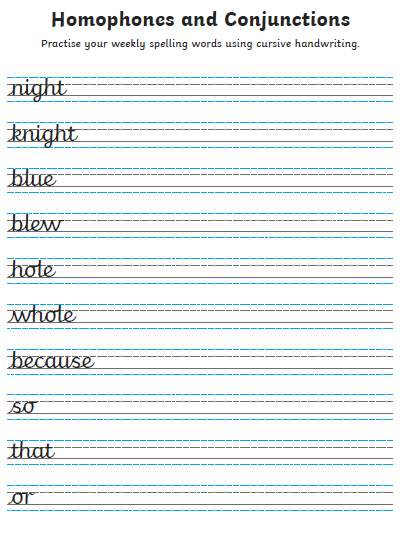 Homophones and Conjunctions
Practise your weekly spelling words using cursive handwriting.
night
knight
blue
blew
hole
whole
because
so
that
or